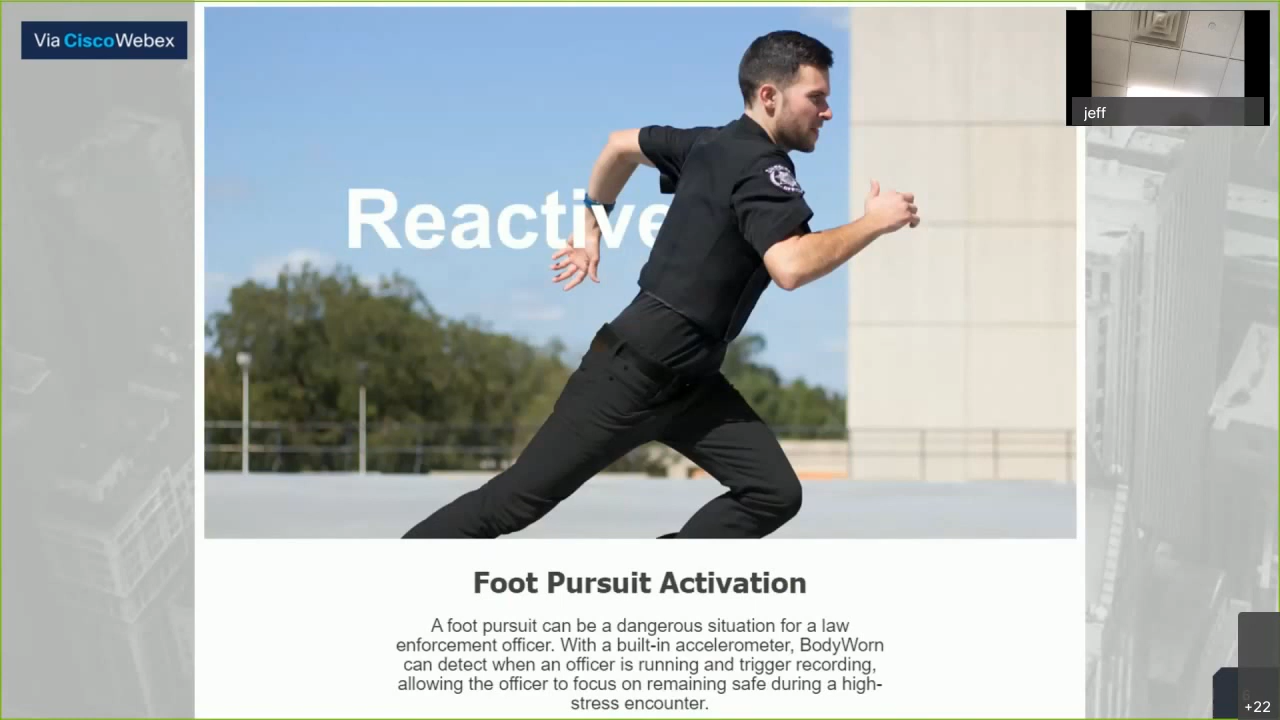 Via CiscoWebex
jeff
Reactive
Foot Pursuit Activation
A foot pursuit can be a dangerous situation for a law
enforcement officer. With a built-in accelerometer, BodyWorn
can detect when an officer is running and trigger recording,
allowing the officer to focus on remaining safe during a high-
stress encounter.
6
+22